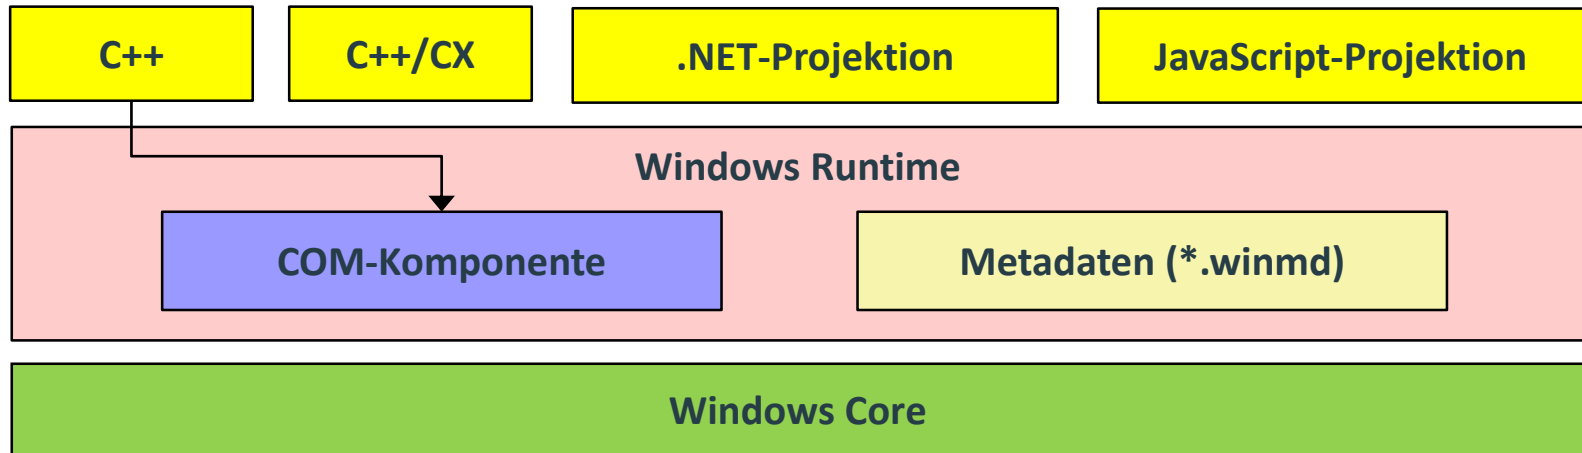 C++
C++/CX
.NET-Projektion
JavaScript-Projektion
Windows Runtime
COM-Komponente
Metadaten (*.winmd)
Windows Core